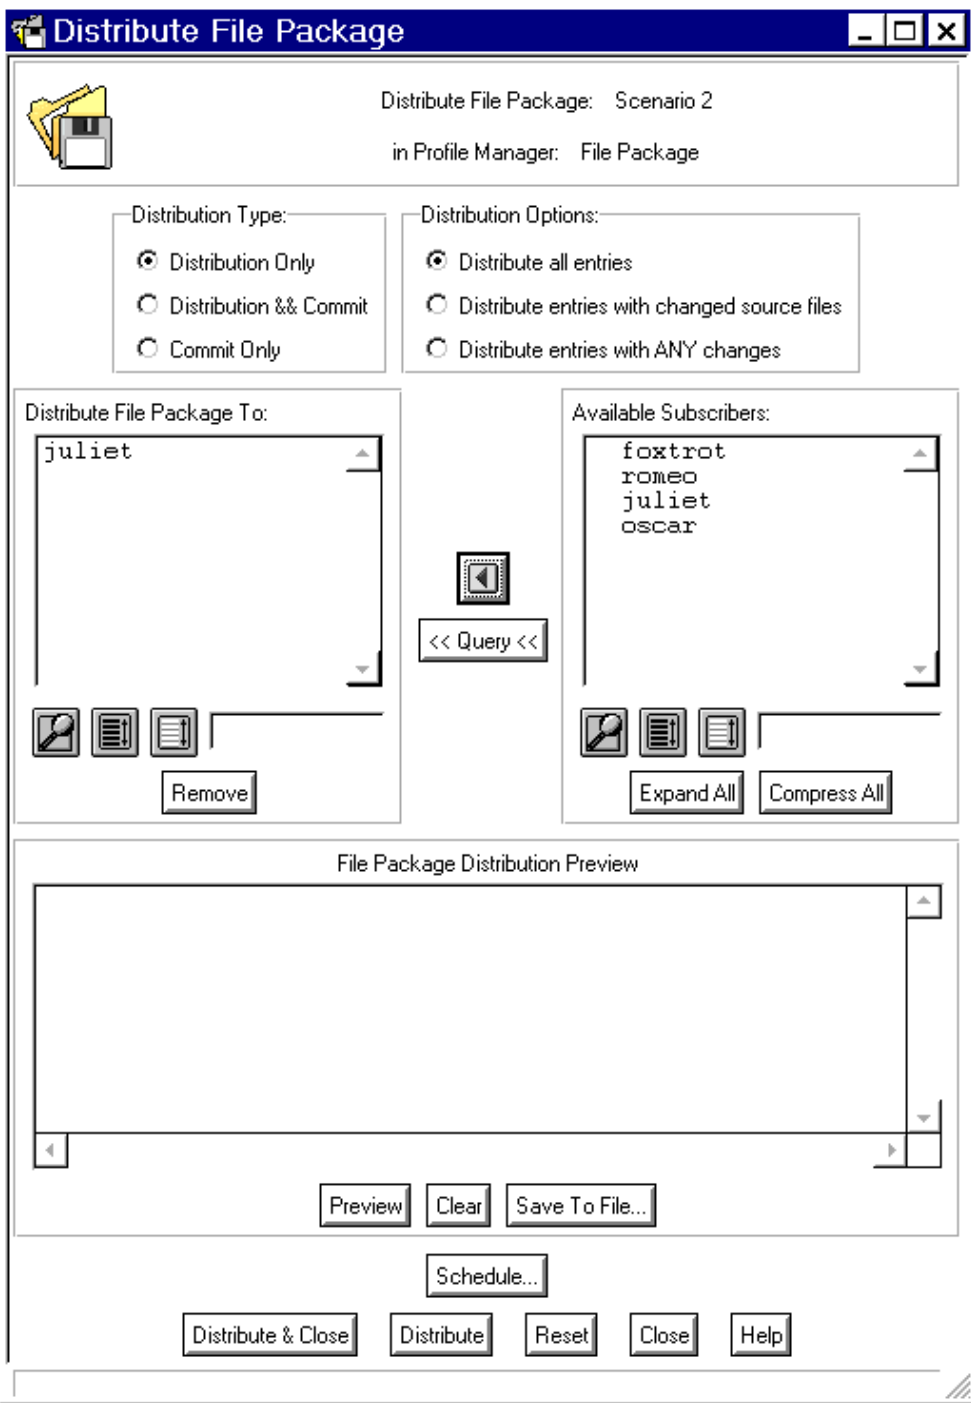 Distribute File Package
Distribute File Package: Scenario 2
in Profile Manager: File Package
Distribution Type:
Distribution Only
Distribution && Commit
Commit Only
Distribution Options:
Distribute all entries
Distribute entries with changed source files
Distribute entries with ANY changes
Distribute File Package To:
juliet
Remove
<< Query <<
Available Subscribers:
foxtrot
romeo
juliet
oscar
Expand All Compress All
File Package Distribution Preview
Preview Clear Save To File...
Schedule...
Distribute & Close Distribute Reset Close Help